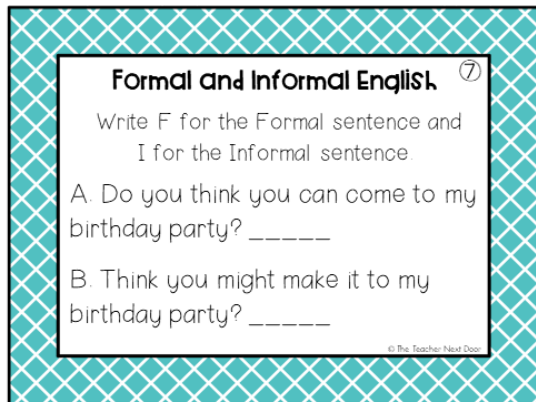 Formal and Informal English
7
Write F for the Formal sentence and
I for the Informal sentence.
A. Do you think you can come to my
birthday party? _____
B. Think you might make it to my
birthday party? _____
© The Teacher Next Door